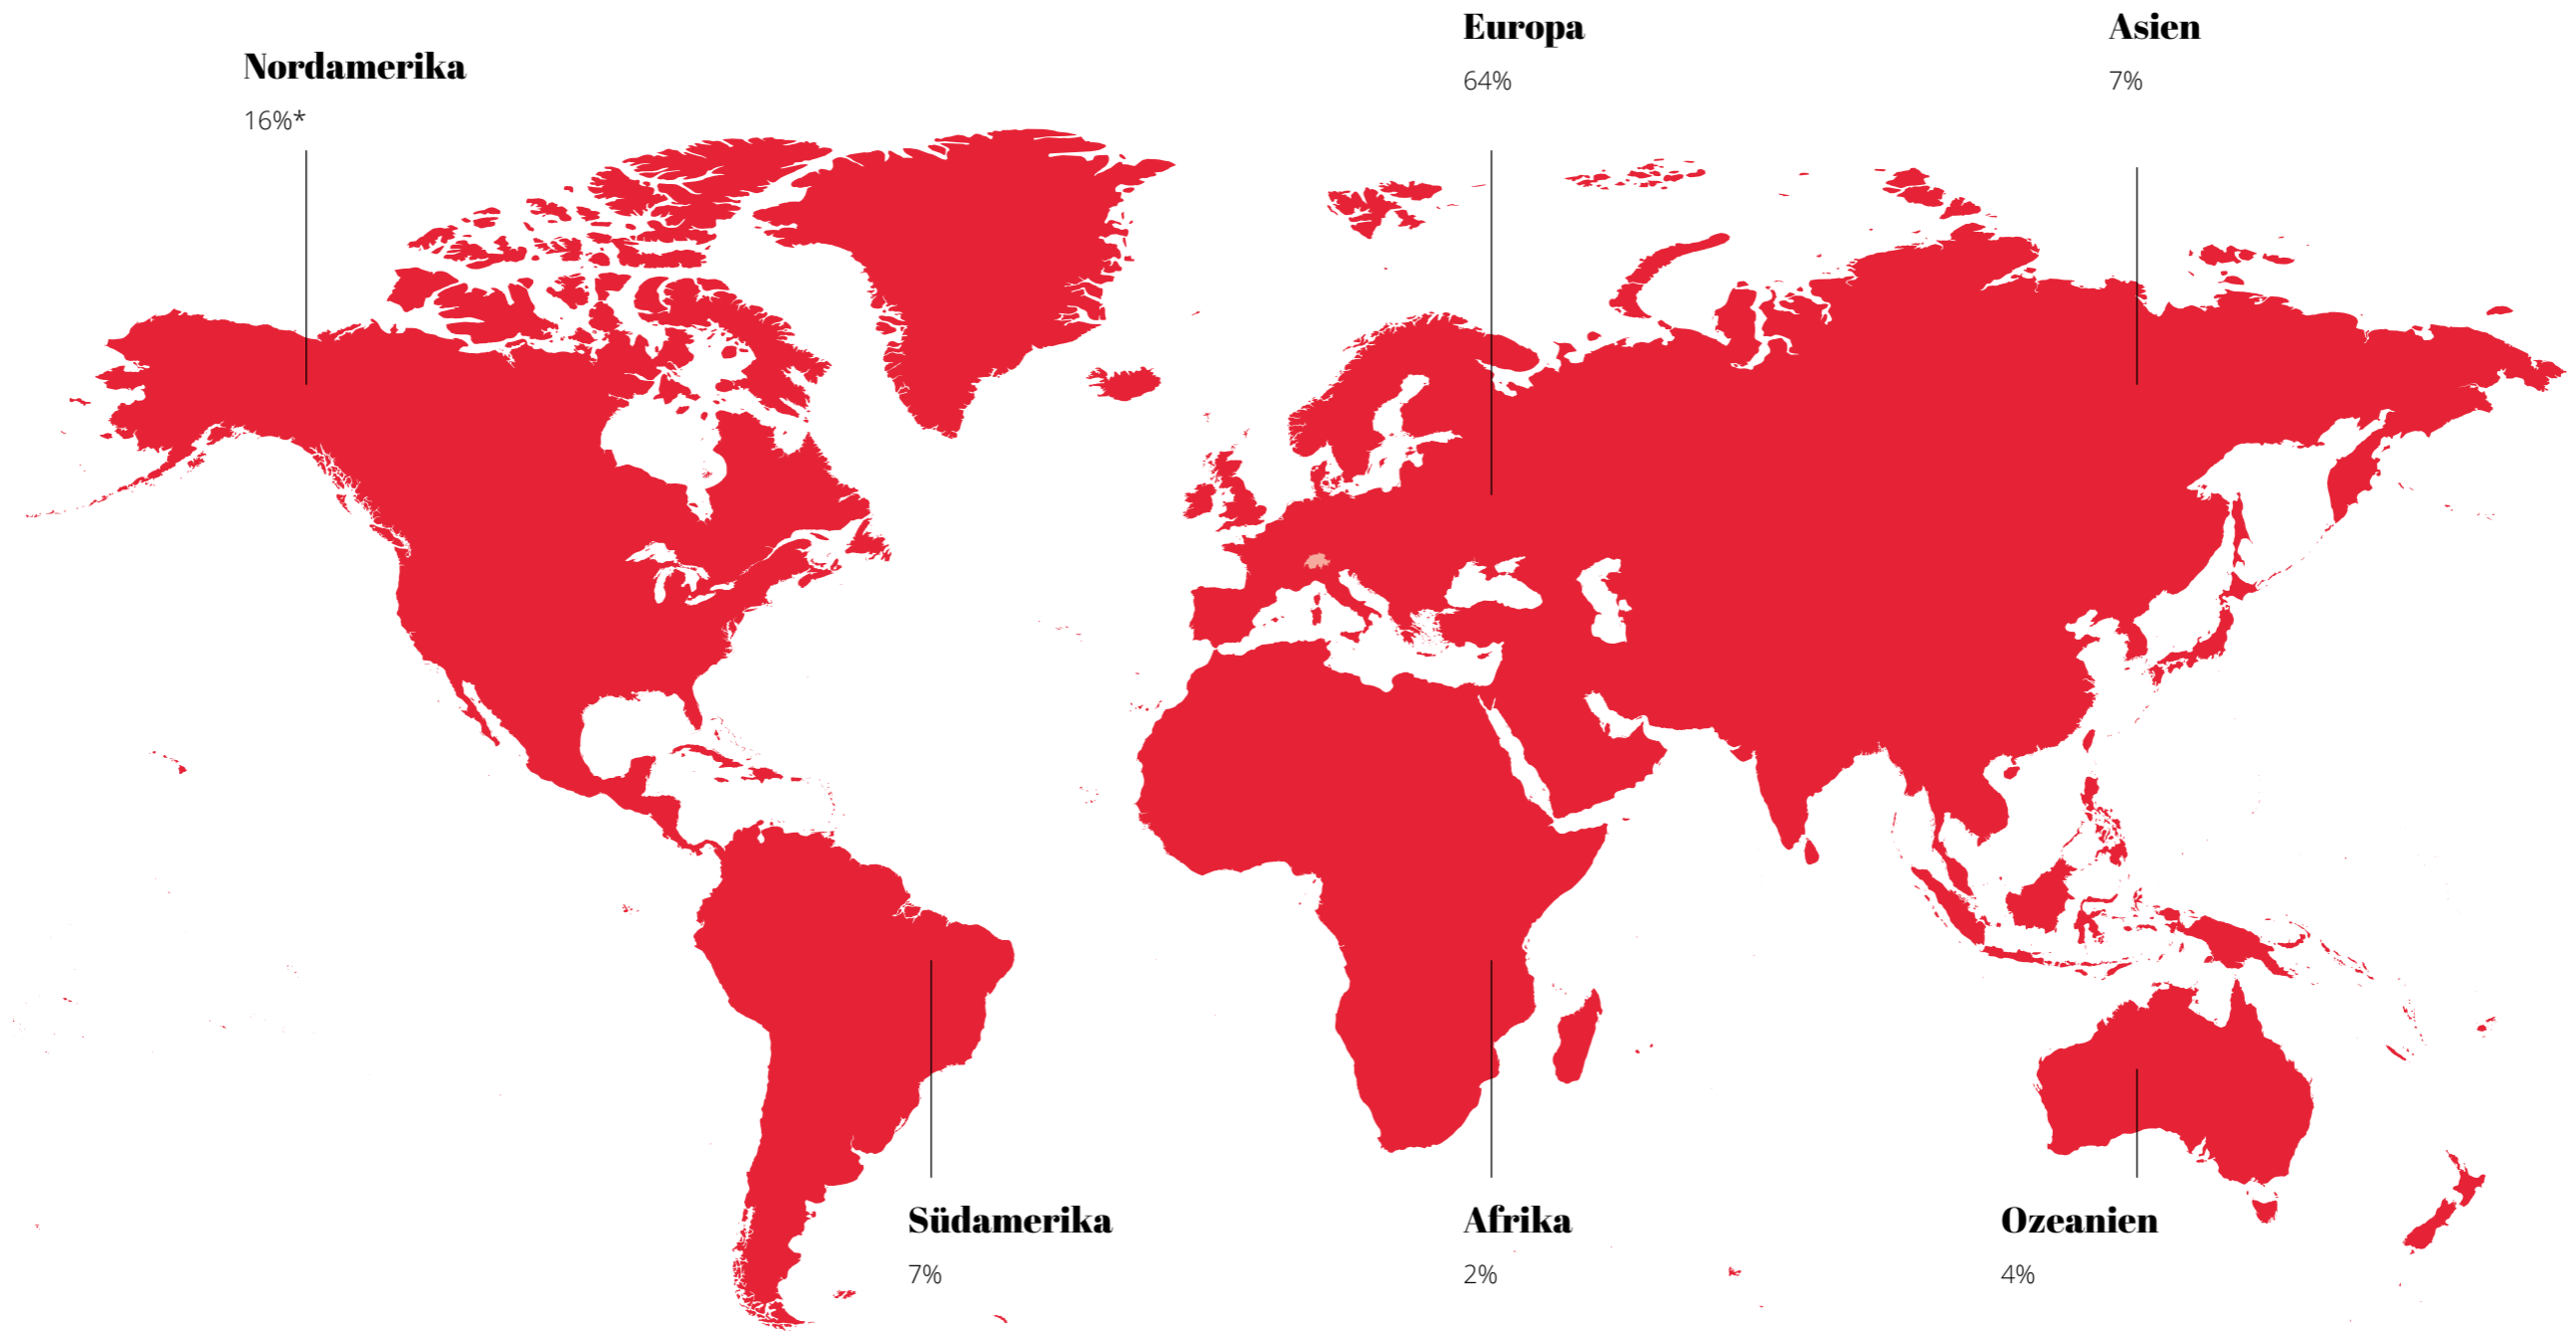 Nordamerika
16%*
Europa
64%
Asien
7%
Südamerika
7%
Afrika
2%
Ozeanien
4%